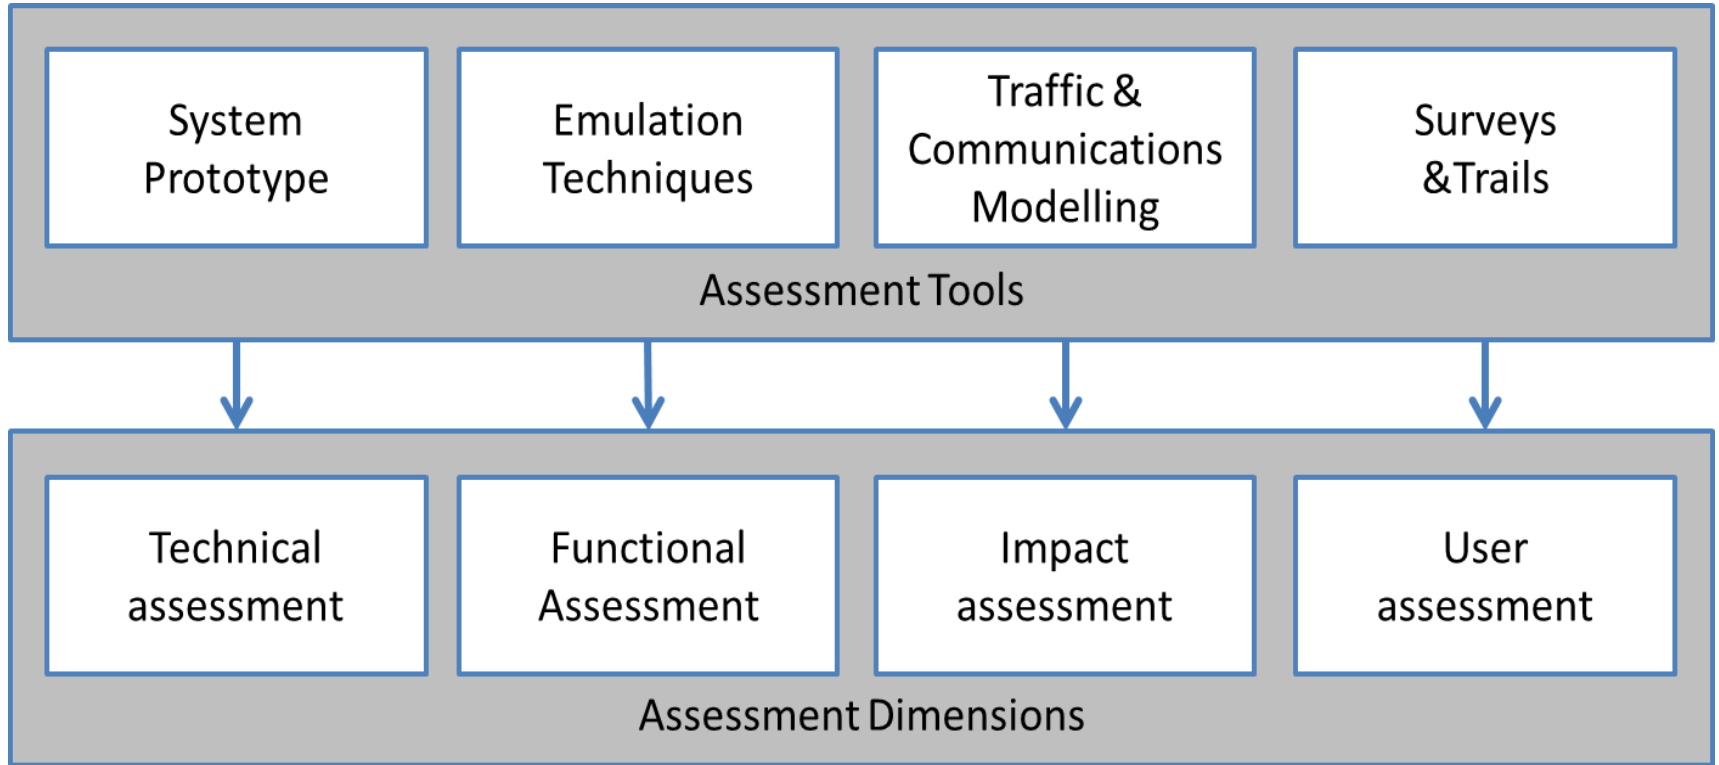 System
Prototype
Emulation
Techniques
Traffic &
Communications
Modelling
Surveys
&Trails
Assessment Tools
Technical
assessment
Functional
Assessment
Impact
assessment
User
assessment
Assessment Dimensions